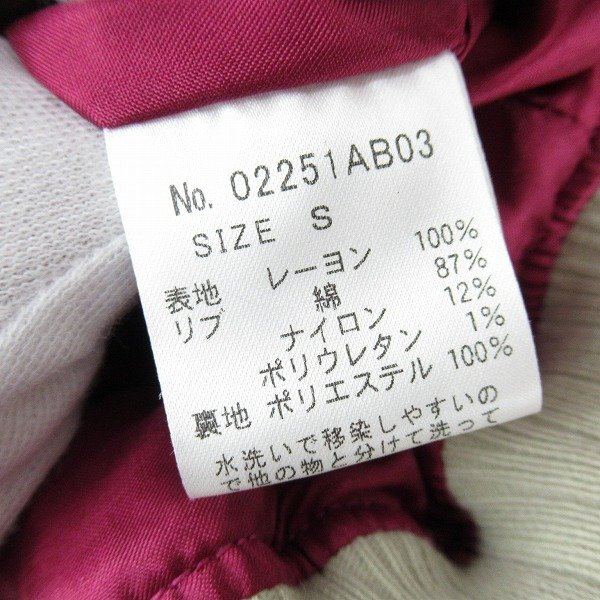 No. 02251AB03
SIZE S
表地 レーヨン 100%
リブ 綿 87%
ナイロン 12%
ポリウレタン 1%
裏地 ポリエステル 100%
水洗いで移染しやすいの
で他の物と分けて洗って